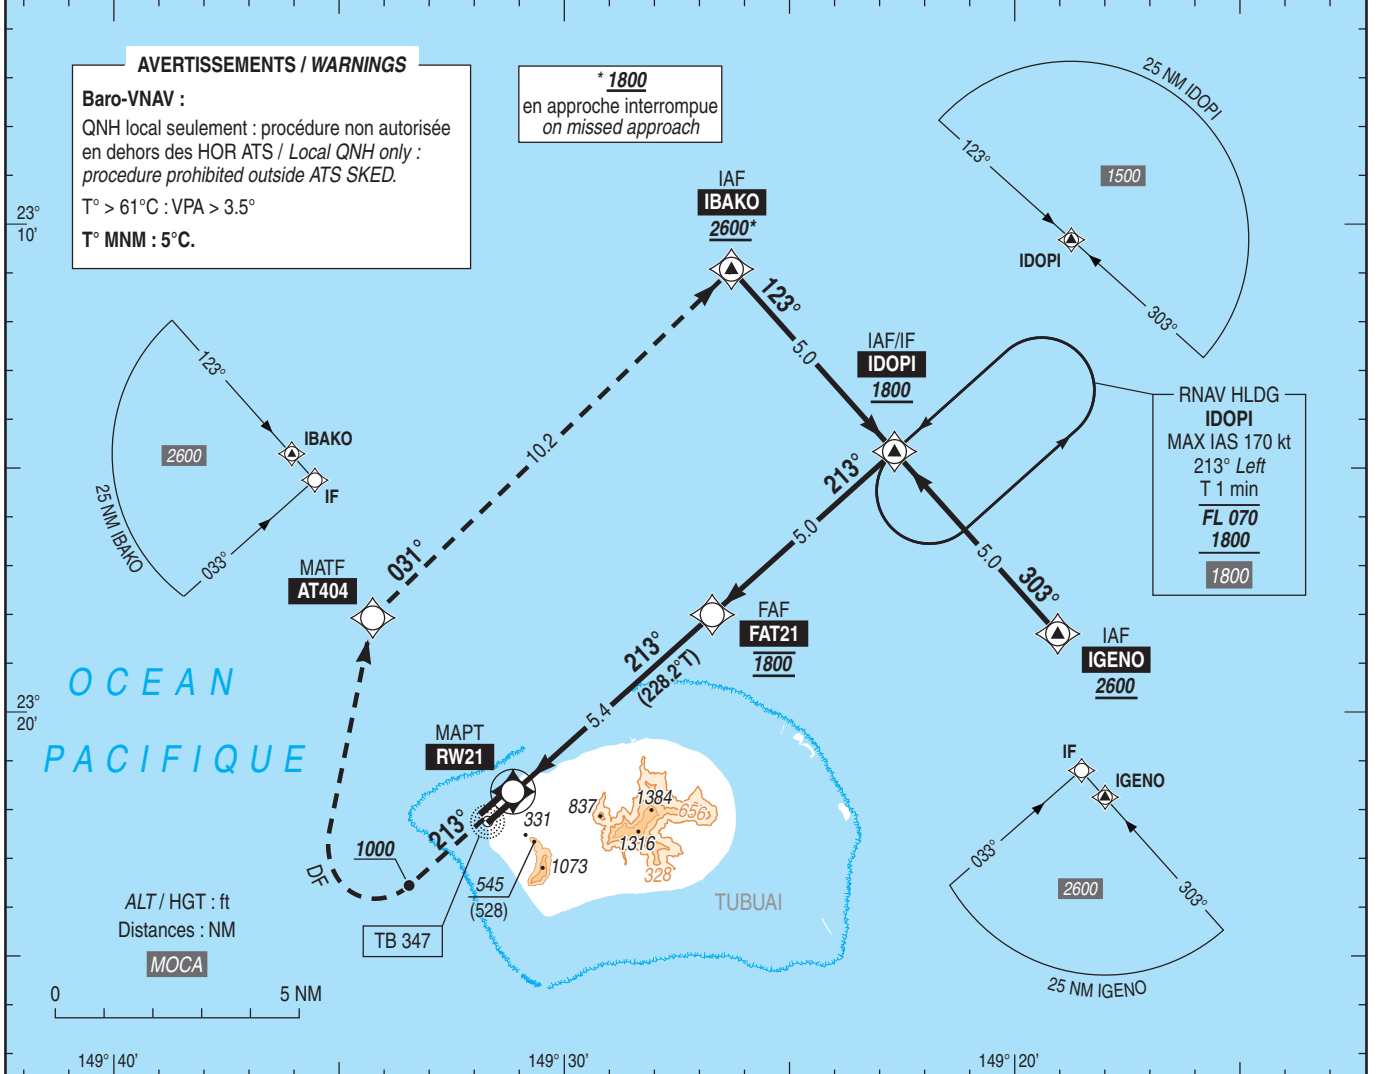 AVERTISSEMENTS / WARNINGS
Baro-VNAV :
QNH local seulement : procédure non autorisée
en dehors des HOR ATS / Local QNH only :
procedure prohibited outside ATS SKED.
T° > 61°C : VPA > 3.5°
T° MNM : 5°C.
* 1800
en approche interrompue
on missed approach
25 NM IDOPI
123°
1500
IDOPI
303°
IAF
IBAKO
2600*
23°
10'
123°
5.0
IAF/IF
IDOPI
1800
RNAV HLDG
IDOPI
MAX IAS 170 kt
213° Left
T 1 min
FL 070
1800
1800
123°
2600
IBAKO
IF
25 NM IBAKO
033°
10.2
213°
5.0
5.0
303°
031°
MATF
AT404
FAF
FAT21
1800
IAF
IGENO
2600
213°
(228.2°T)
5.4
OCEAN
PACIFIQUE
23°
20'
MAPT
RW21
213°
331
837
1384
656
1316
328
1073
545
(528)
1000
DF
TB 347
TUBUAI
IF
IGENO
033°
2600
303°
25 NM IGENO
ALT / HGT : ft
Distances : NM
MOCA
0 5 NM
149° 40' 149° 30' 149° 20'